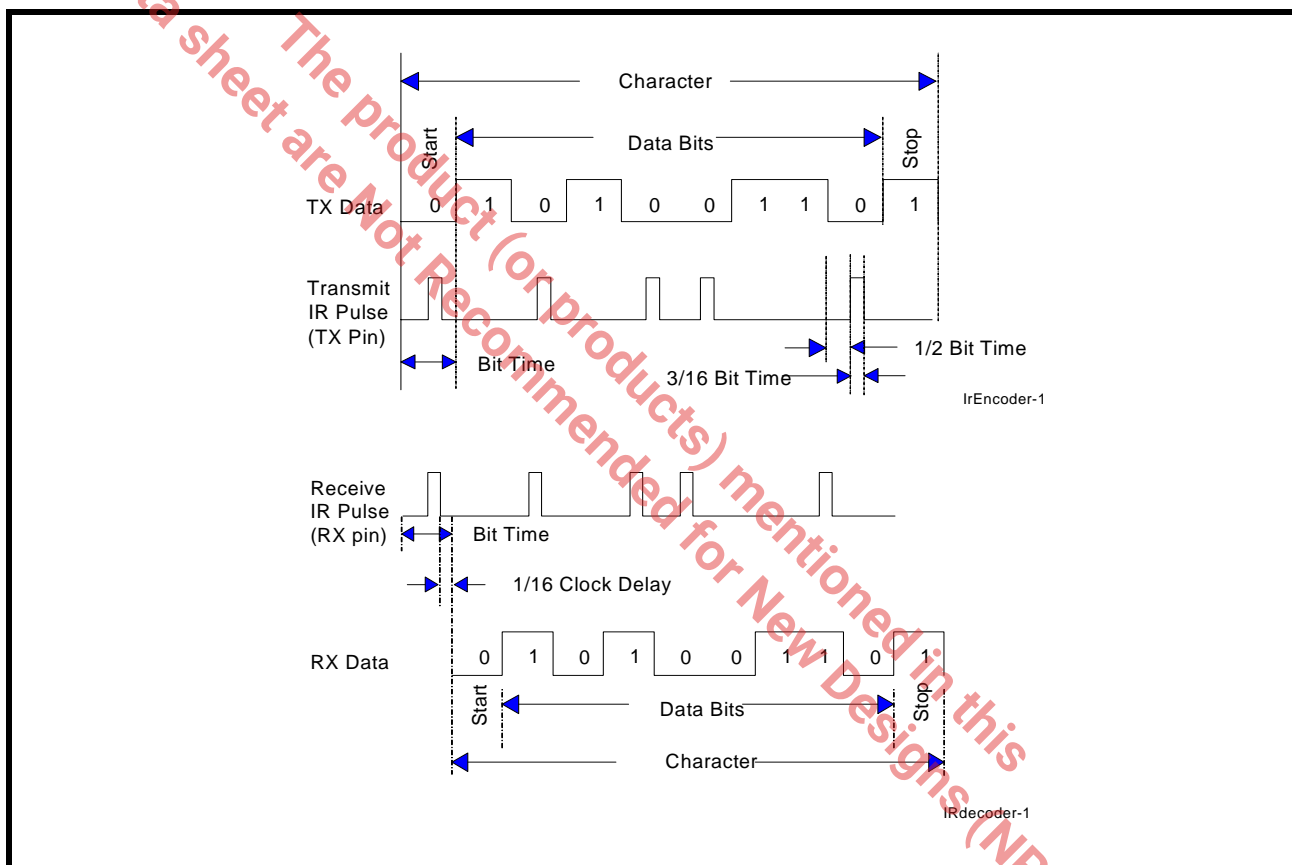 Character
Start
Data Bits
Stop
TX Data
0 1 0 1 0 0 1 1 0 1
Transmit
IR Pulse
(TX Pin)
Bit Time
1/2 Bit Time
3/16 Bit Time
IrEncoder-1
Receive
IR Pulse
(RX pin)
Bit Time
1/16 Clock Delay
RX Data
0 1 0 1 0 0 1 1 0 1
Start
Data Bits
Stop
Character
IRdecoder-1
The product (or products) mentioned in this
sheet are Not Recommended for New Designs